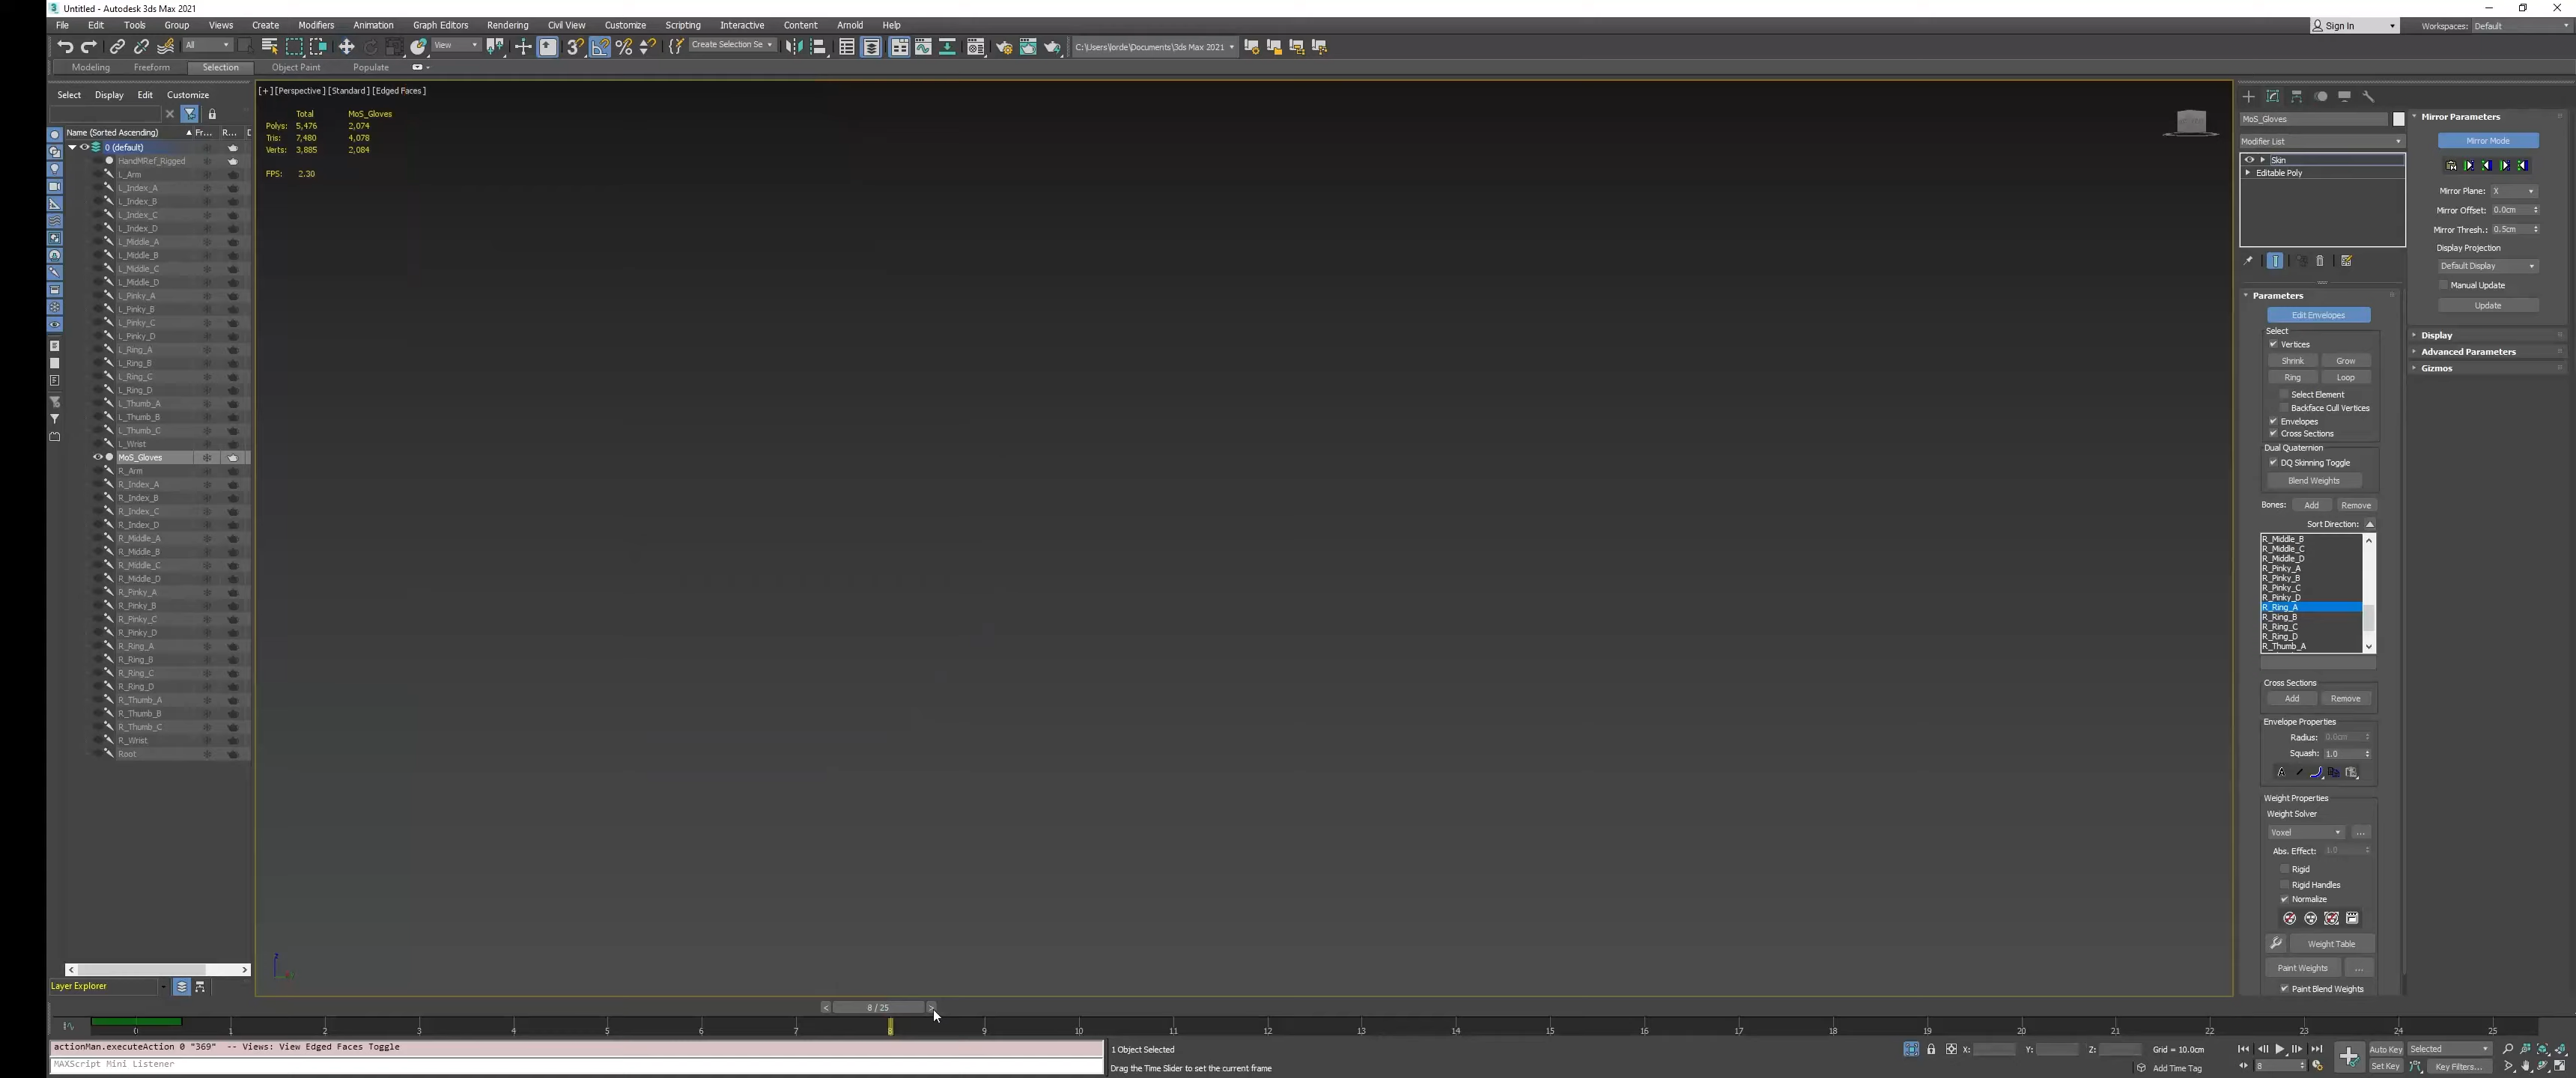 Untitled - Autodesk 3ds Max 2021
File Edit Tools Group Views Create Modifiers Animation Graph Editors Rendering Civil View Customize Scripting Interactive Content Arnold Help
Sign In Workspaces: Default
All View Create Selection Se C:\Users\lorde\Documents\3ds Max 2021
Modeling Freeform Selection Object Paint Populate
Select Display Edit Customize
Name (Sorted Ascending) Fr... R...
0 (default)
HandMRef_Rigged
L_Arm
L_Index_A
L_Index_B
L_Index_C
L_Index_D
L_Middle_A
L_Middle_B
L_Middle_C
L_Middle_D
L_Pinky_A
L_Pinky_B
L_Pinky_C
L_Pinky_D
L_Ring_A
L_Ring_B
L_Ring_C
L_Ring_D
L_Thumb_A
L_Thumb_B
L_Thumb_C
L_Wrist
MoS_Gloves
R_Arm
R_Index_A
R_Index_B
R_Index_C
R_Index_D
R_Middle_A
R_Middle_B
R_Middle_C
R_Middle_D
R_Pinky_A
R_Pinky_B
R_Pinky_C
R_Pinky_D
R_Ring_A
R_Ring_B
R_Ring_C
R_Ring_D
R_Thumb_A
R_Thumb_B
R_Thumb_C
R_Wrist
Root
Layer Explorer
[+] [Perspective] [Standard] [Edged Faces]
Total MoS_Gloves
Polys: 5,476 2,074
Tris: 7,480 4,078
Verts: 3,885 2,084
FPS: 2.30
MoS_Gloves
Modifier List
Skin
Editable Poly
Parameters
Edit Envelopes
Select
Vertices
Shrink Grow
Ring Loop
Select Element
Backface Cull Vertices
Envelopes
Cross Sections
Dual Quaternion
DQ Skinning Toggle
Blend Weights
Bones: Add Remove
Sort Direction:
R_Middle_B
R_Middle_C
R_Middle_D
R_Pinky_A
R_Pinky_B
R_Pinky_C
R_Pinky_D
R_Ring_A
R_Ring_B
R_Ring_C
R_Ring_D
R_Thumb_A
Cross Sections
Add Remove
Envelope Properties
Radius: 0.0cm
Squash: 1.0
Weight Properties
Weight Solver
Voxel ...
Abs. Effect: 1.0
Rigid
Rigid Handles
Normalize
Weight Table
Paint Weights ...
Paint Blend Weights
Mirror Parameters
Mirror Mode
Mirror Plane: X
Mirror Offset: 0.0cm
Mirror Thresh.: 0.5cm
Display Projection
Default Display
Manual Update
Update
Display
Advanced Parameters
Gizmos
< 8 / 25 >
0 1 2 3 4 5 6 7 8 9 10 11 12 13 14 15 16 17 18 19 20 21 22 23 24 25
actionMan.executeAction 0 "369" -- Views: View Edged Faces Toggle
MAXScript Mini Listener
1 Object Selected
Drag the Time Slider to set the current frame
X: Y: Z: Grid = 10.0cm
Add Time Tag
8
Auto Key Selected
Set Key Key Filters...